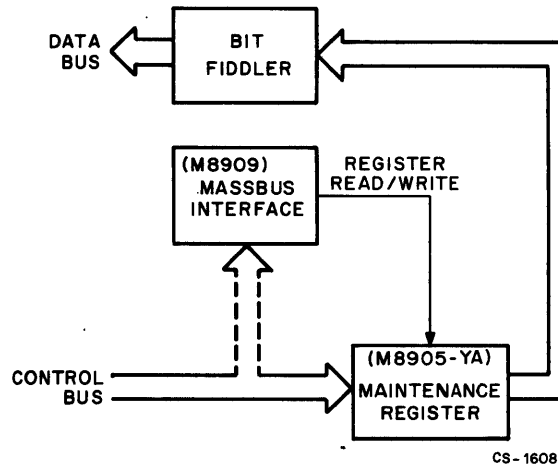 DATA
BUS
BIT
FIDDLER
(M8909)
MASSBUS
INTERFACE
REGISTER
READ/WRITE
CONTROL
BUS
(M8905-YA)
MAINTENANCE
REGISTER
CS-1608